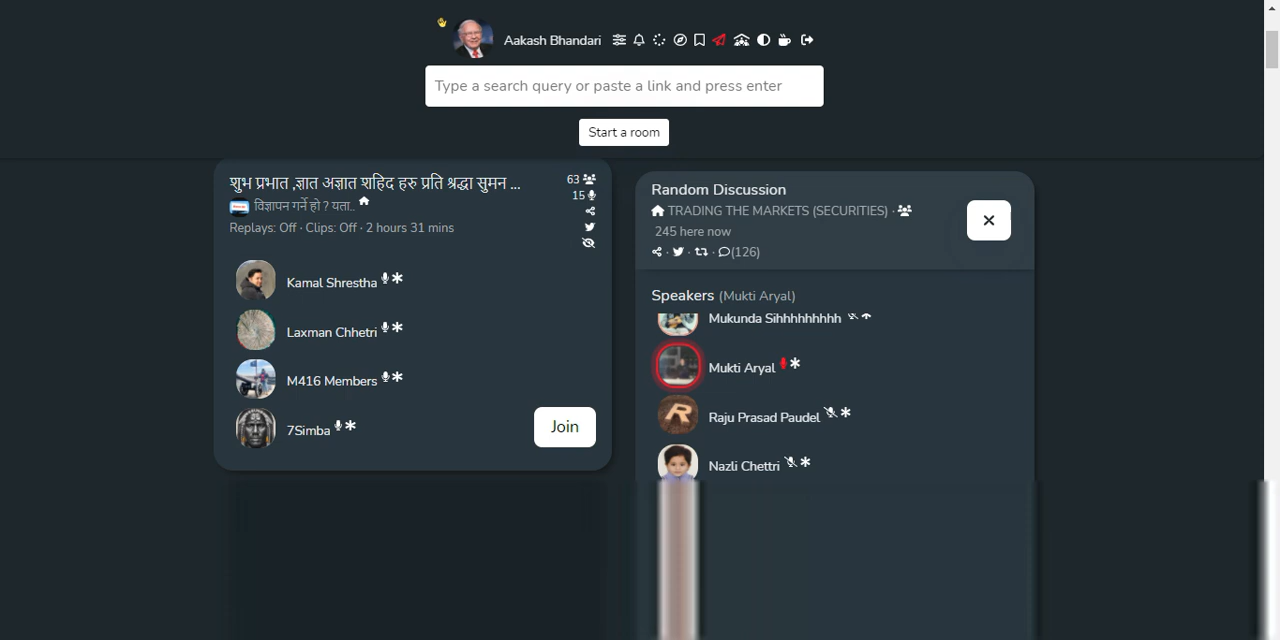 Aakash Bhandari
Type a search query or paste a link and press enter
Start a room
शुभ प्रभात ,ज्ञात अज्ञात शहिद हरु प्रति श्रद्धा सुमन ...
63
15
विज्ञापन गर्ने हो ? यता..
Replays: Off · Clips: Off · 2 hours 31 mins
Kamal Shrestha
Laxman Chhetri
M416 Members
7Simba
Join
Random Discussion
TRADING THE MARKETS (SECURITIES) ·
245 here now
(126)
Speakers (Mukti Aryal)
Mukunda Sihhhhhhhhh
Mukti Aryal
Raju Prasad Paudel
Nazli Chettri